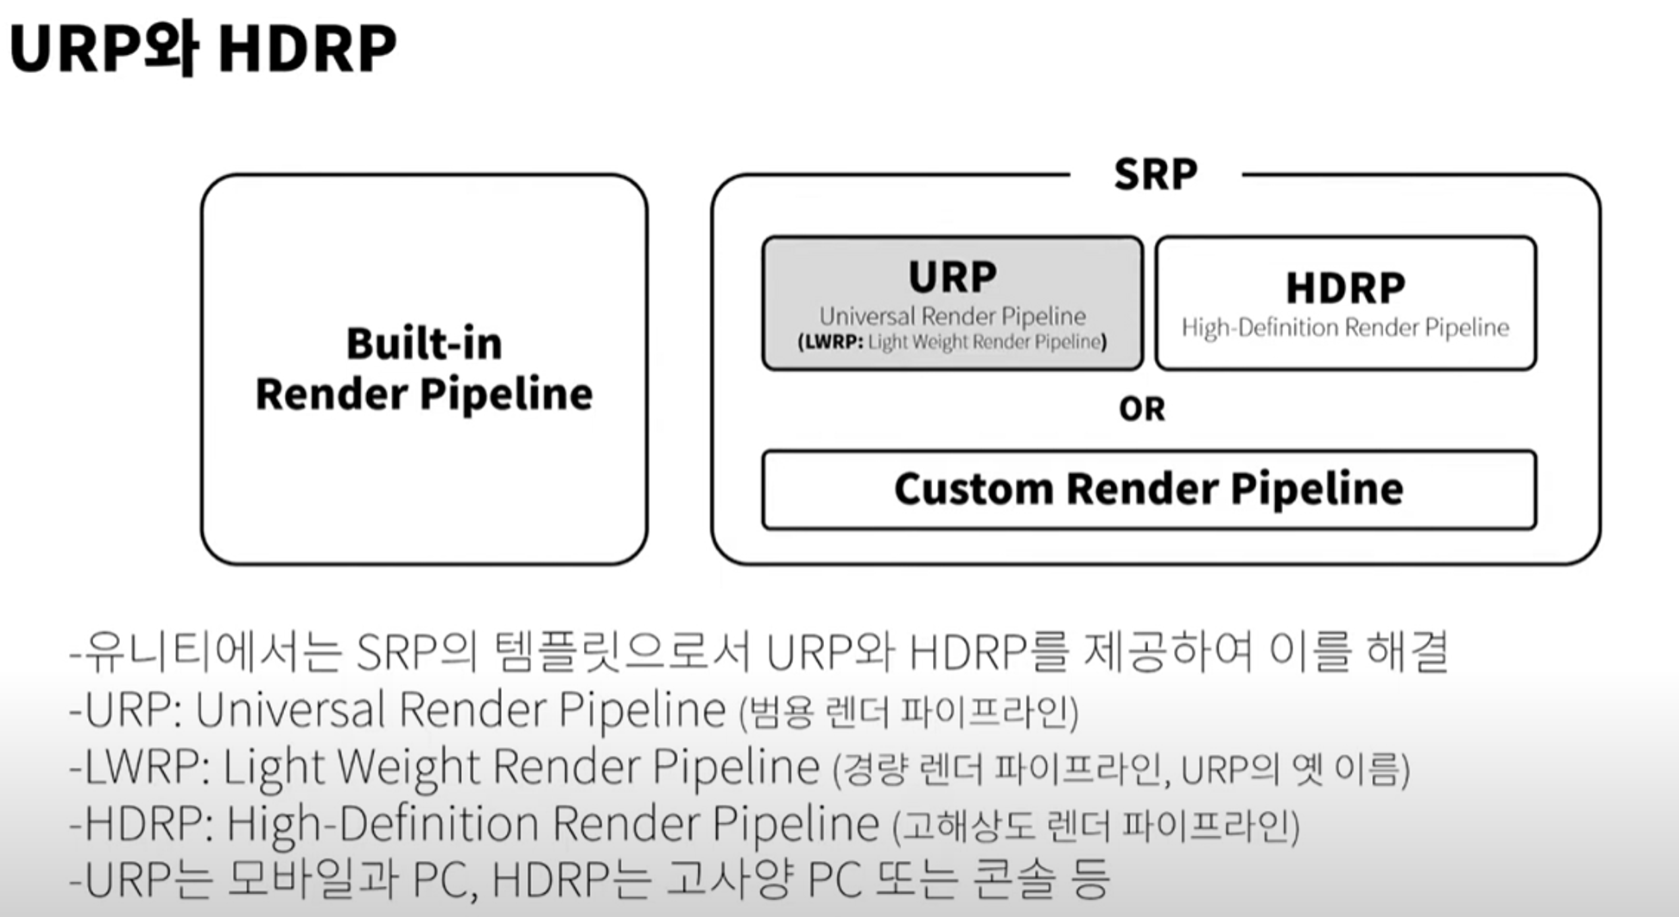 URP와 HDRP
Built-in
Render Pipeline
SRP
URP
Universal Render Pipeline
(LWRP: Light Weight Render Pipeline)
HDRP
High-Definition Render Pipeline
OR
Custom Render Pipeline
-유니티에서는 SRP의 템플릿으로서 URP와 HDRP를 제공하여 이를 해결
-URP: Universal Render Pipeline (범용 렌더 파이프라인)
-LWRP: Light Weight Render Pipeline (경량 렌더 파이프라인, URP의 옛 이름)
-HDRP: High-Definition Render Pipeline (고해상도 렌더 파이프라인)
-URP는 모바일과 PC, HDRP는 고사양 PC 또는 콘솔 등